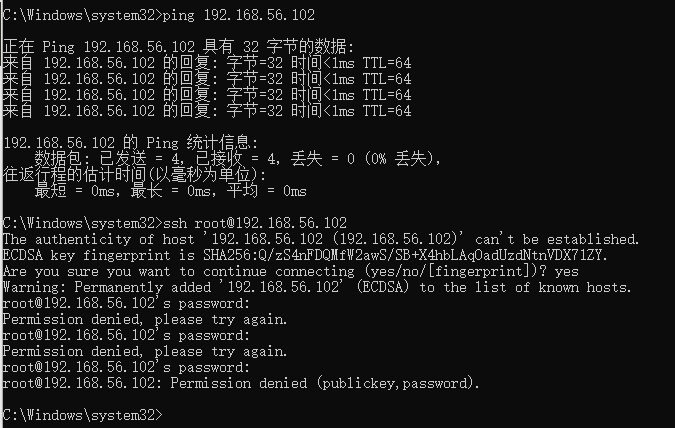 C:\Windows\system32>ping 192.168.56.102
正在 Ping 192.168.56.102 具有 32 字节的数据:
来自 192.168.56.102 的回复: 字节=32 时间<1ms TTL=64
来自 192.168.56.102 的回复: 字节=32 时间<1ms TTL=64
来自 192.168.56.102 的回复: 字节=32 时间<1ms TTL=64
来自 192.168.56.102 的回复: 字节=32 时间<1ms TTL=64
192.168.56.102 的 Ping 统计信息:
数据包: 已发送 = 4, 已接收 = 4, 丢失 = 0 (0% 丢失),
往返行程的估计时间(以毫秒为单位):
最短 = 0ms, 最长 = 0ms, 平均 = 0ms
C:\Windows\system32>ssh root@192.168.56.102
The authenticity of host '192.168.56.102 (192.168.56.102)' can't be established.
ECDSA key fingerprint is SHA256:Q/zS4nFDQMfW2awS/SB+X4hbLAqOadUzdNtnVDX71ZY.
Are you sure you want to continue connecting (yes/no/[fingerprint])? yes
Warning: Permanently added '192.168.56.102' (ECDSA) to the list of known hosts.
root@192.168.56.102's password:
Permission denied, please try again.
root@192.168.56.102's password:
Permission denied, please try again.
root@192.168.56.102's password:
root@192.168.56.102: Permission denied (publickey,password).
C:\Windows\system32>